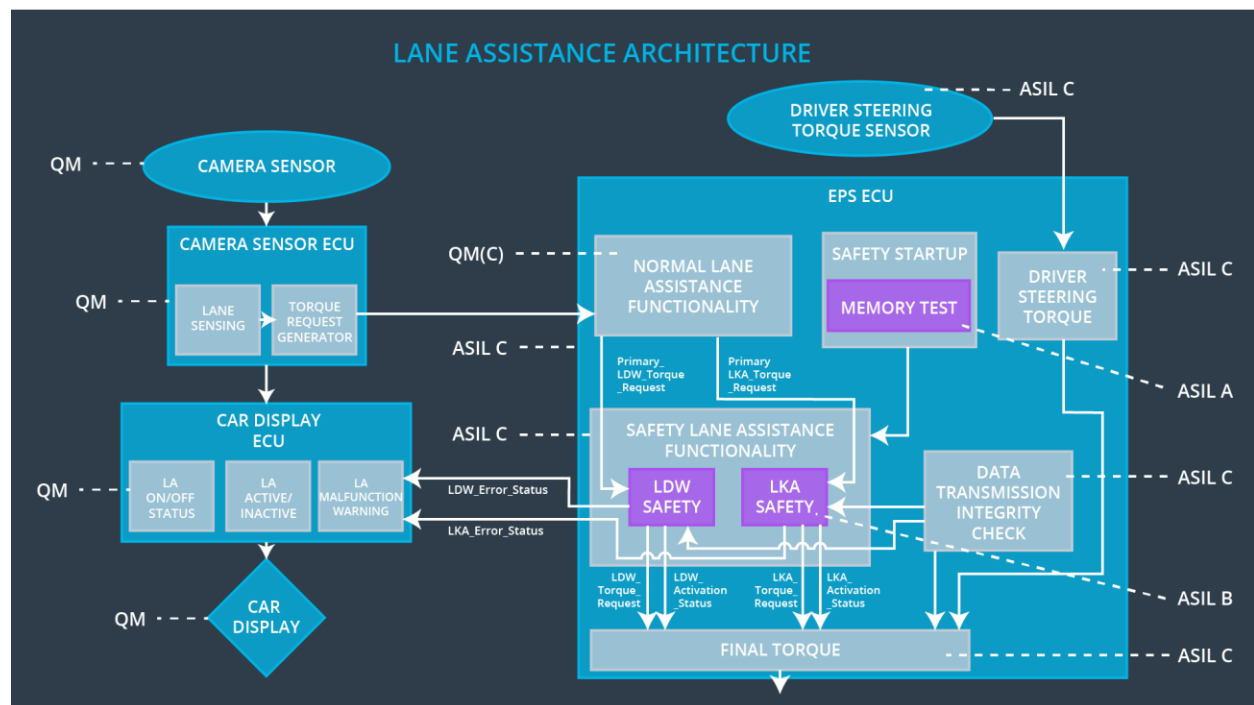 LANE ASSISTANCE ARCHITECTURE
ASIL C
DRIVER STEERING
TORQUE SENSOR
QM
CAMERA SENSOR
EPS ECU
CAMERA SENSOR ECU
QM(C)
NORMAL LANE
ASSISTANCE
FUNCTIONALITY
SAFETY STARTUP
MEMORY TEST
DRIVER
STEERING
TORQUE
ASIL C
QM
LANE
SENSING
TORQUE
REQUEST
GENERATOR
ASIL C
Primary_
LDW_Torque
_Request
Primary
LKA_Torque
_Request
ASIL A
CAR DISPLAY
ECU
ASIL C
SAFETY LANE ASSISTANCE
FUNCTIONALITY
QM
LA
ON/OFF
STATUS
LA
ACTIVE/
INACTIVE
LA
MALFUNCTION
WARNING
LDW_Error_Status
LKA_Error_Status
LDW
SAFETY
LKA
SAFETY
DATA
TRANSMISSION
INTEGRITY
CHECK
ASIL C
LDW_
Torque_
Request
LDW_
Activation
_Status
LKA_
Torque_
Request
LKA_
Activation
_Status
ASIL B
QM
CAR
DISPLAY
FINAL TORQUE
ASIL C